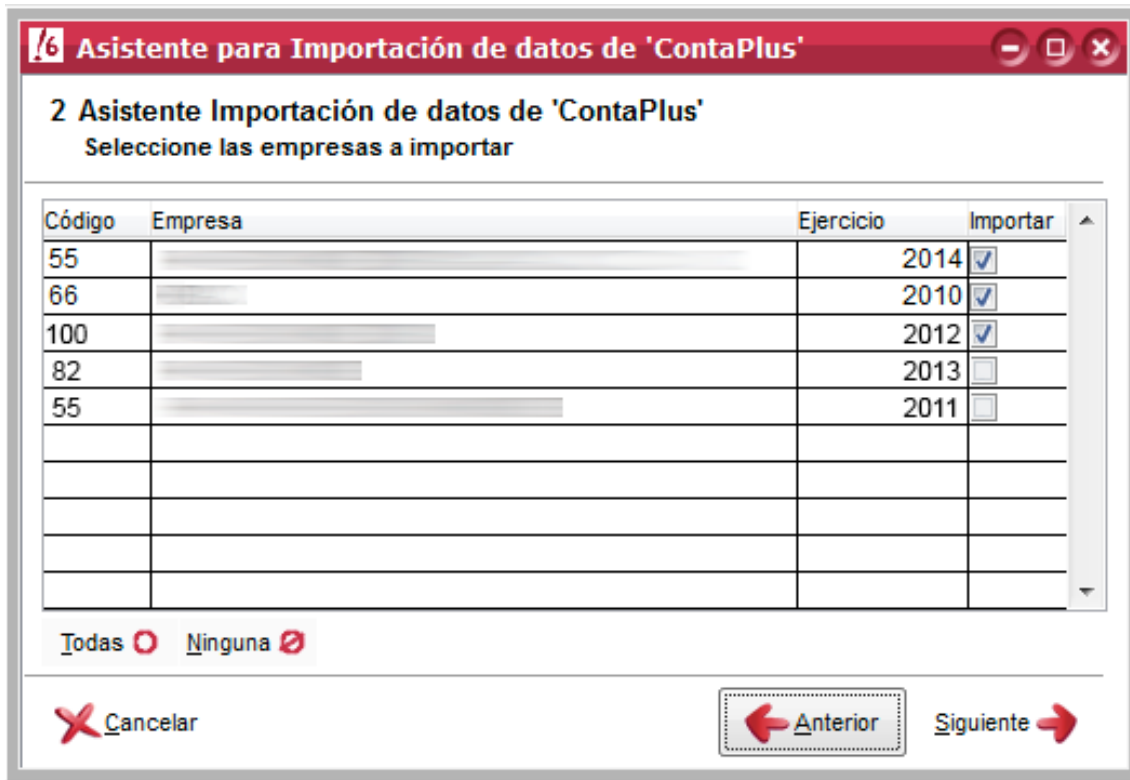 Asistente para Importación de datos de 'ContaPlus'
2 Asistente Importación de datos de 'ContaPlus'
Seleccione las empresas a importar
Código Empresa Ejercicio Importar
55 2014
66 2010
100 2012
82 2013
55 2011
Todas Ninguna
Cancelar Anterior Siguiente